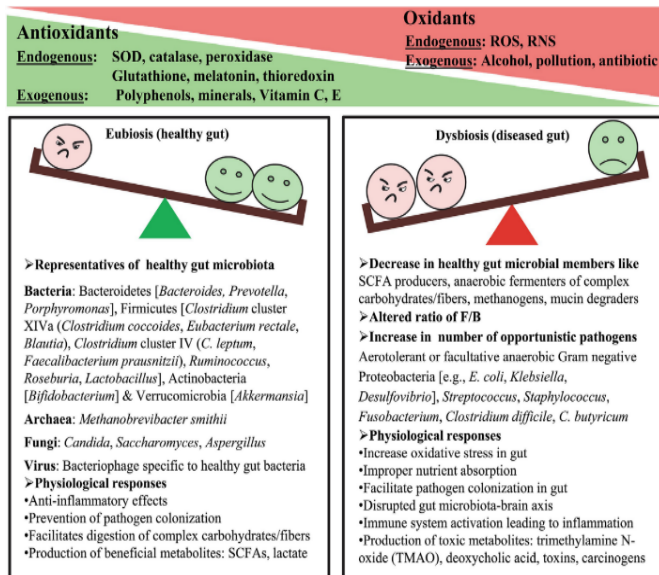 Antioxidants
Endogenous: SOD, catalase, peroxidase
Glutathione, melatonin, thioredoxin
Exogenous: Polyphenols, minerals, Vitamin C, E
Oxidants
Endogenous: ROS, RNS
Exogenous: Alcohol, pollution, antibiotic
Eubiosis (healthy gut)
➢Representatives of healthy gut microbiota
Bacteria: Bacteroidetes [Bacteroides, Prevotella,
Porphyromonas], Firmicutes [Clostridium cluster
XIVa (Clostridium coccoides, Eubacterium rectale,
Blautia), Clostridium cluster IV (C. leptum,
Faecalibacterium prausnitzii), Ruminococcus,
Roseburia, Lactobacillus], Actinobacteria
[Bifidobacterium] & Verrucomicrobia [Akkermansia]
Archaea: Methanobrevibacter smithii
Fungi: Candida, Saccharomyces, Aspergillus
Virus: Bacteriophage specific to healthy gut bacteria
➢Physiological responses
•Anti-inflammatory effects
•Prevention of pathogen colonization
•Facilitates digestion of complex carbohydrates/fibers
•Production of beneficial metabolites: SCFAs, lactate
Dysbiosis (diseased gut)
➢Decrease in healthy gut microbial members like
SCFA producers, anaerobic fermenters of complex
carbohydrates/fibers, methanogens, mucin degraders
➢Altered ratio of F/B
➢Increase in number of opportunistic pathogens
Aerotolerant or facultative anaerobic Gram negative
Proteobacteria [e.g., E. coli, Klebsiella,
Desulfovibrio], Streptococcus, Staphylococcus,
Fusobacterium, Clostridium difficile, C. butyricum
➢Physiological responses
•Increase oxidative stress in gut
•Improper nutrient absorption
•Facilitate pathogen colonization in gut
•Disrupted gut microbiota-brain axis
•Immune system activation leading to inflammation
•Production of toxic metabolites: trimethylamine N-
oxide (TMAO), deoxycholic acid, toxins, carcinogens